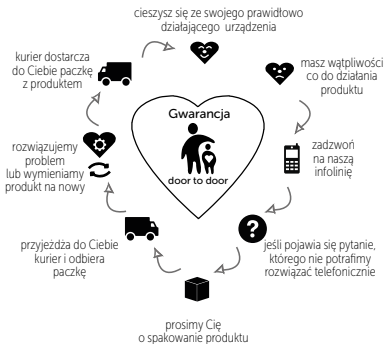 cieszysz się ze swojego prawidłowo
działającego urządzenia
masz wątpliwości
co do działania
produktu
zadzwoń
na naszą
infolinię
jeśli pojawia się pytanie,
którego nie potrafimy
rozwiązać telefonicznie
prosimy Cię
o spakowanie produktu
przyjeżdża do Ciebie
kurier i odbiera
paczkę
rozwiązujemy
problem
lub wymieniamy
produkt na nowy
kurier dostarcza
do Ciebie paczkę
z produktem
Gwarancja
door to door
?